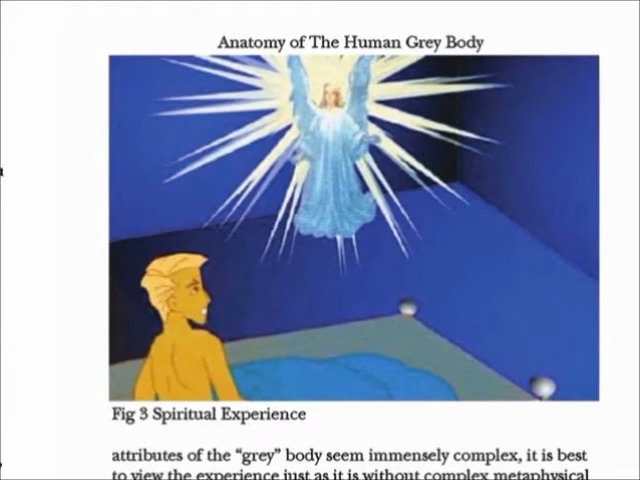 Anatomy of The Human Grey Body
Fig 3 Spiritual Experience
attributes of the “grey” body seem immensely complex, it is best
to view the experience just as it is without complex metaphysical